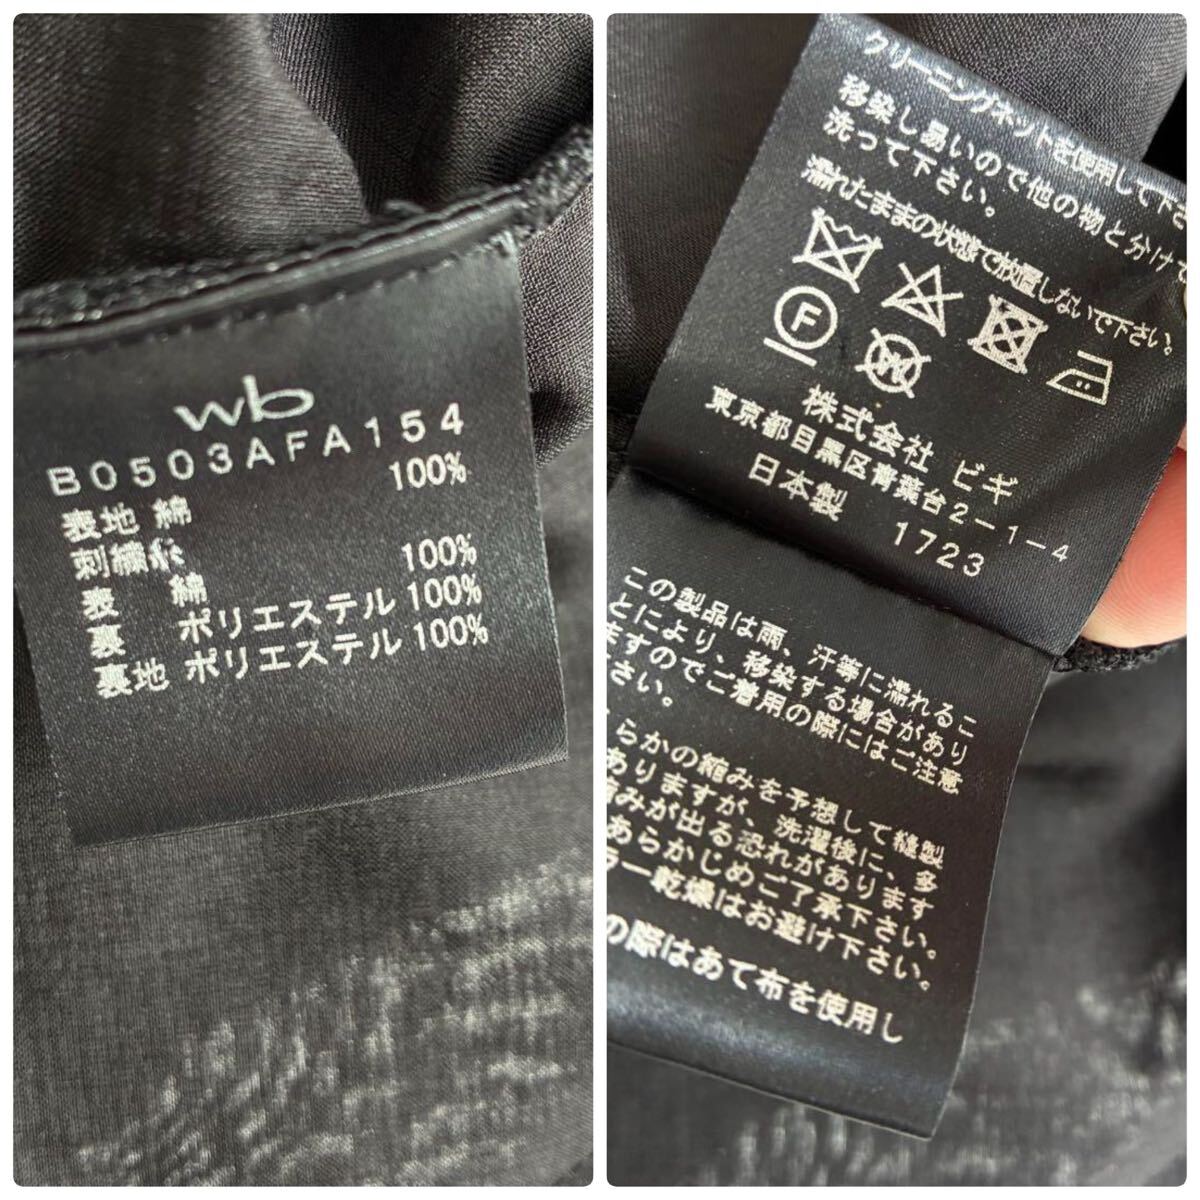 wb
B0503AFA154
表地 綿 100%
刺繍糸
表 綿 100%
裏 ポリエステル 100%
裏地 ポリエステル 100%
クリーニングネットを使用して下さ
移染し易いので他の物と分けて
洗って下さい。
濡れたままの状態で放置しないで下さい。
F
W
株式会社 ビギ
東京都目黒区青葉台2-1-4
日本製 1723
この製品は雨、汗等に濡れるこ
とにより、移染する場合があり
ますのでご着用の際にはご注意
さい。
らかの縮みを予想して縫製
ありますが、洗濯後に、多
縮みが出る恐れがあります
あらかじめご了承下さい。
ラー乾燥はお避け下さい。
の際はあて布を使用し